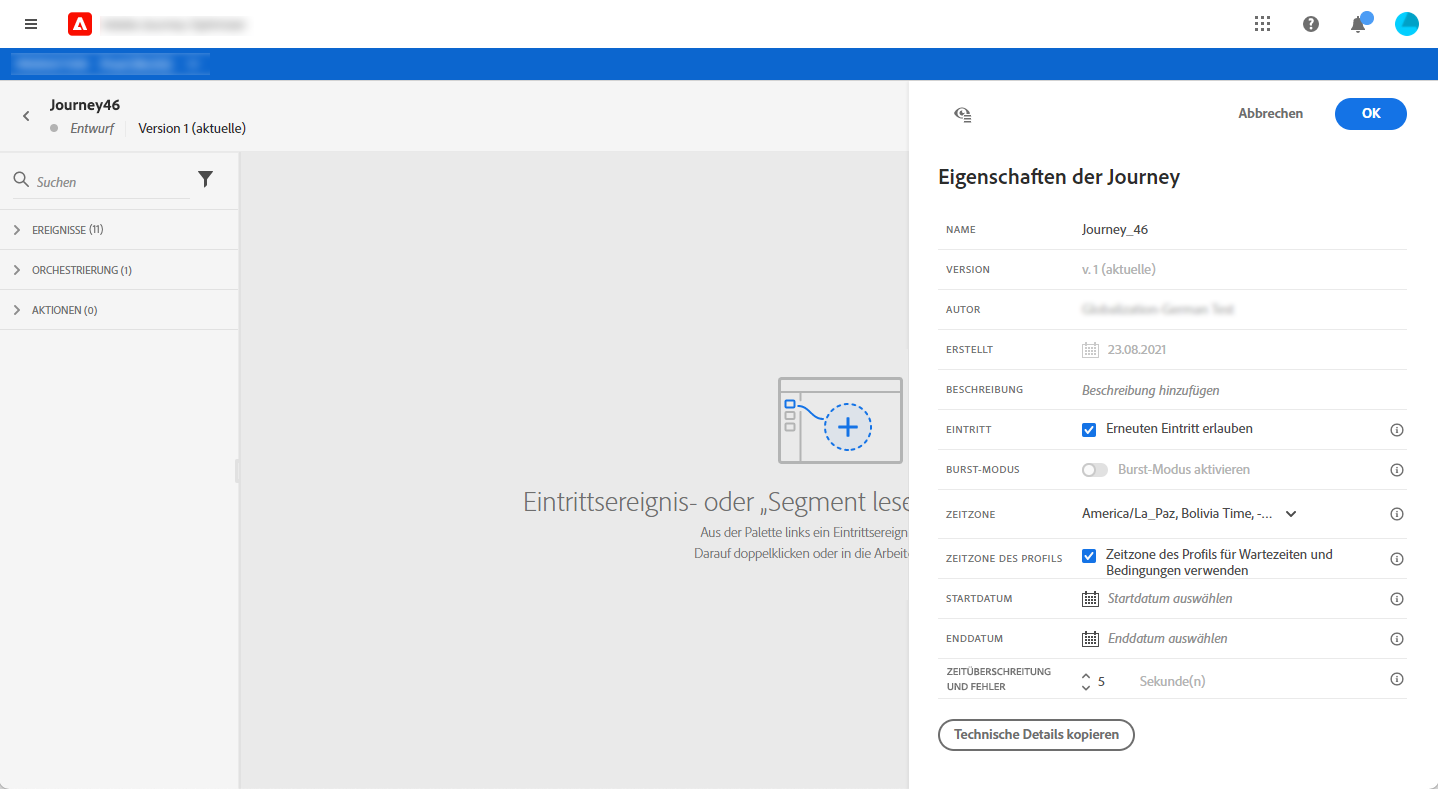 Journey46
Entwurf Version 1 (aktuelle)
Abbrechen OK
Suchen
EREIGNISSE (11)
ORCHESTRIERUNG (1)
AKTIONEN (0)
Eintrittsereignis- oder „Segment lese
Aus der Palette links ein Eintrittsereign
Darauf doppelklicken oder in die Arbeit
Eigenschaften der Journey
NAME Journey_46
VERSION v. 1 (aktuelle)
AUTOR
ERSTELLT 23.08.2021
BESCHREIBUNG Beschreibung hinzufügen
EINTRITT Erneuten Eintritt erlauben
BURST-MODUS Burst-Modus aktivieren
ZEITZONE America/La_Paz, Bolivia Time, -...
ZEITZONE DES PROFILS Zeitzone des Profils für Wartezeiten und
Bedingungen verwenden
STARTDATUM Startdatum auswählen
ENDDATUM Enddatum auswählen
ZEITÜBERSCHREITUNG
UND FEHLER 5 Sekunde(n)
Technische Details kopieren